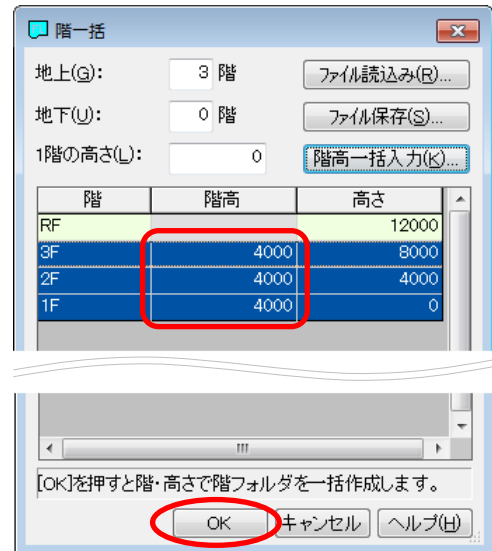 階一括
地上(G): 3 階 ファイル読込み(R)...
地下(U): 0 階 ファイル保存(S)...
1階の高さ(L): 0 階高一括入力(K)...
階 階高 高さ
RF 12000
3F 4000 8000
2F 4000 4000
1F 4000 0
[OK]を押すと階・高さで階フォルダを一括作成します。
OK キャンセル ヘルプ(H)